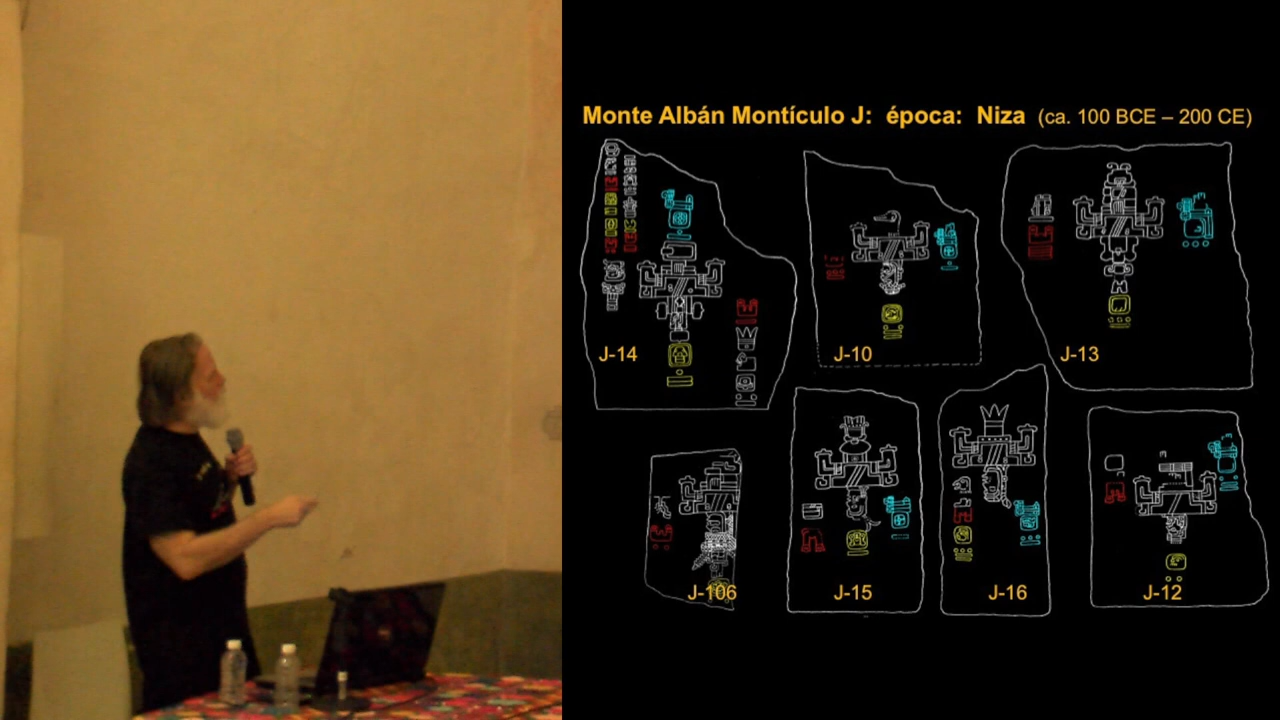 Monte Albán Montículo J: época: Niza (ca. 100 BCE – 200 CE)
J-14
J-10
J-13
J-106
J-15
J-16
J-12